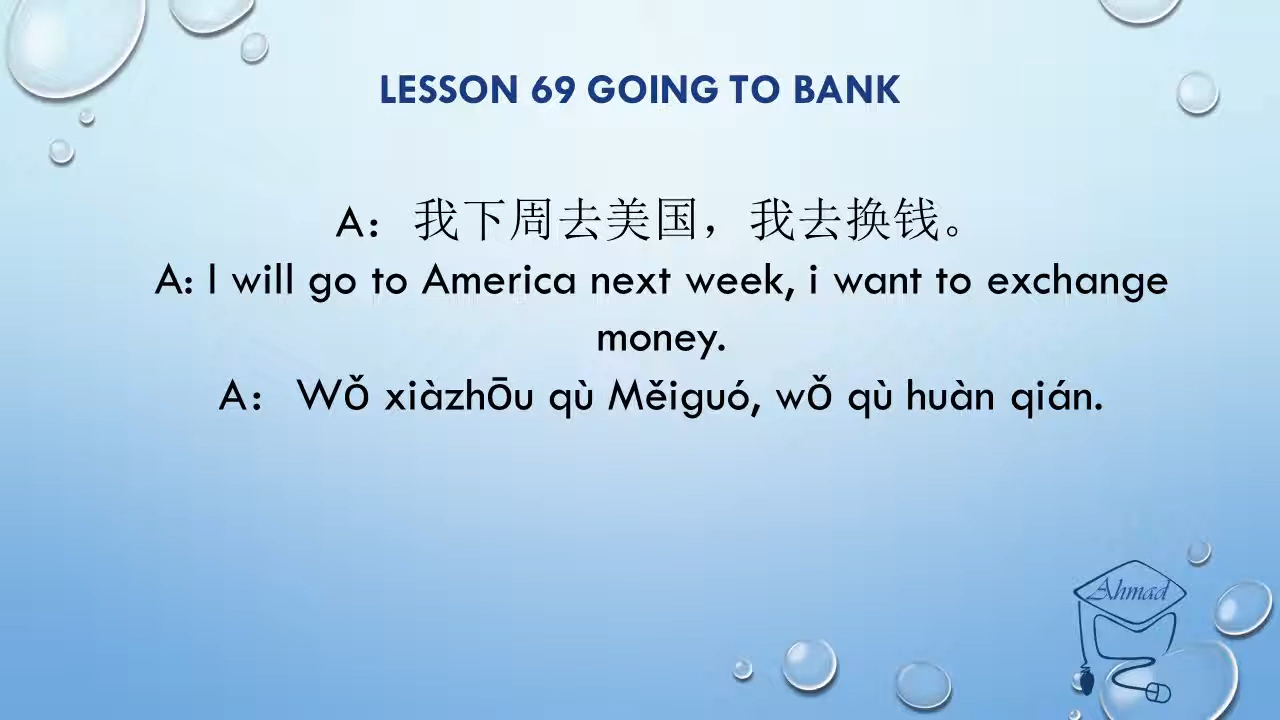 LESSON 69 GOING TO BANK
A：我下周去美国，我去换钱。
A: I will go to America next week, i want to exchange
money.
A： Wǒ xiàzhōu qù Měiguó, wǒ qù huàn qián.
Ahmad